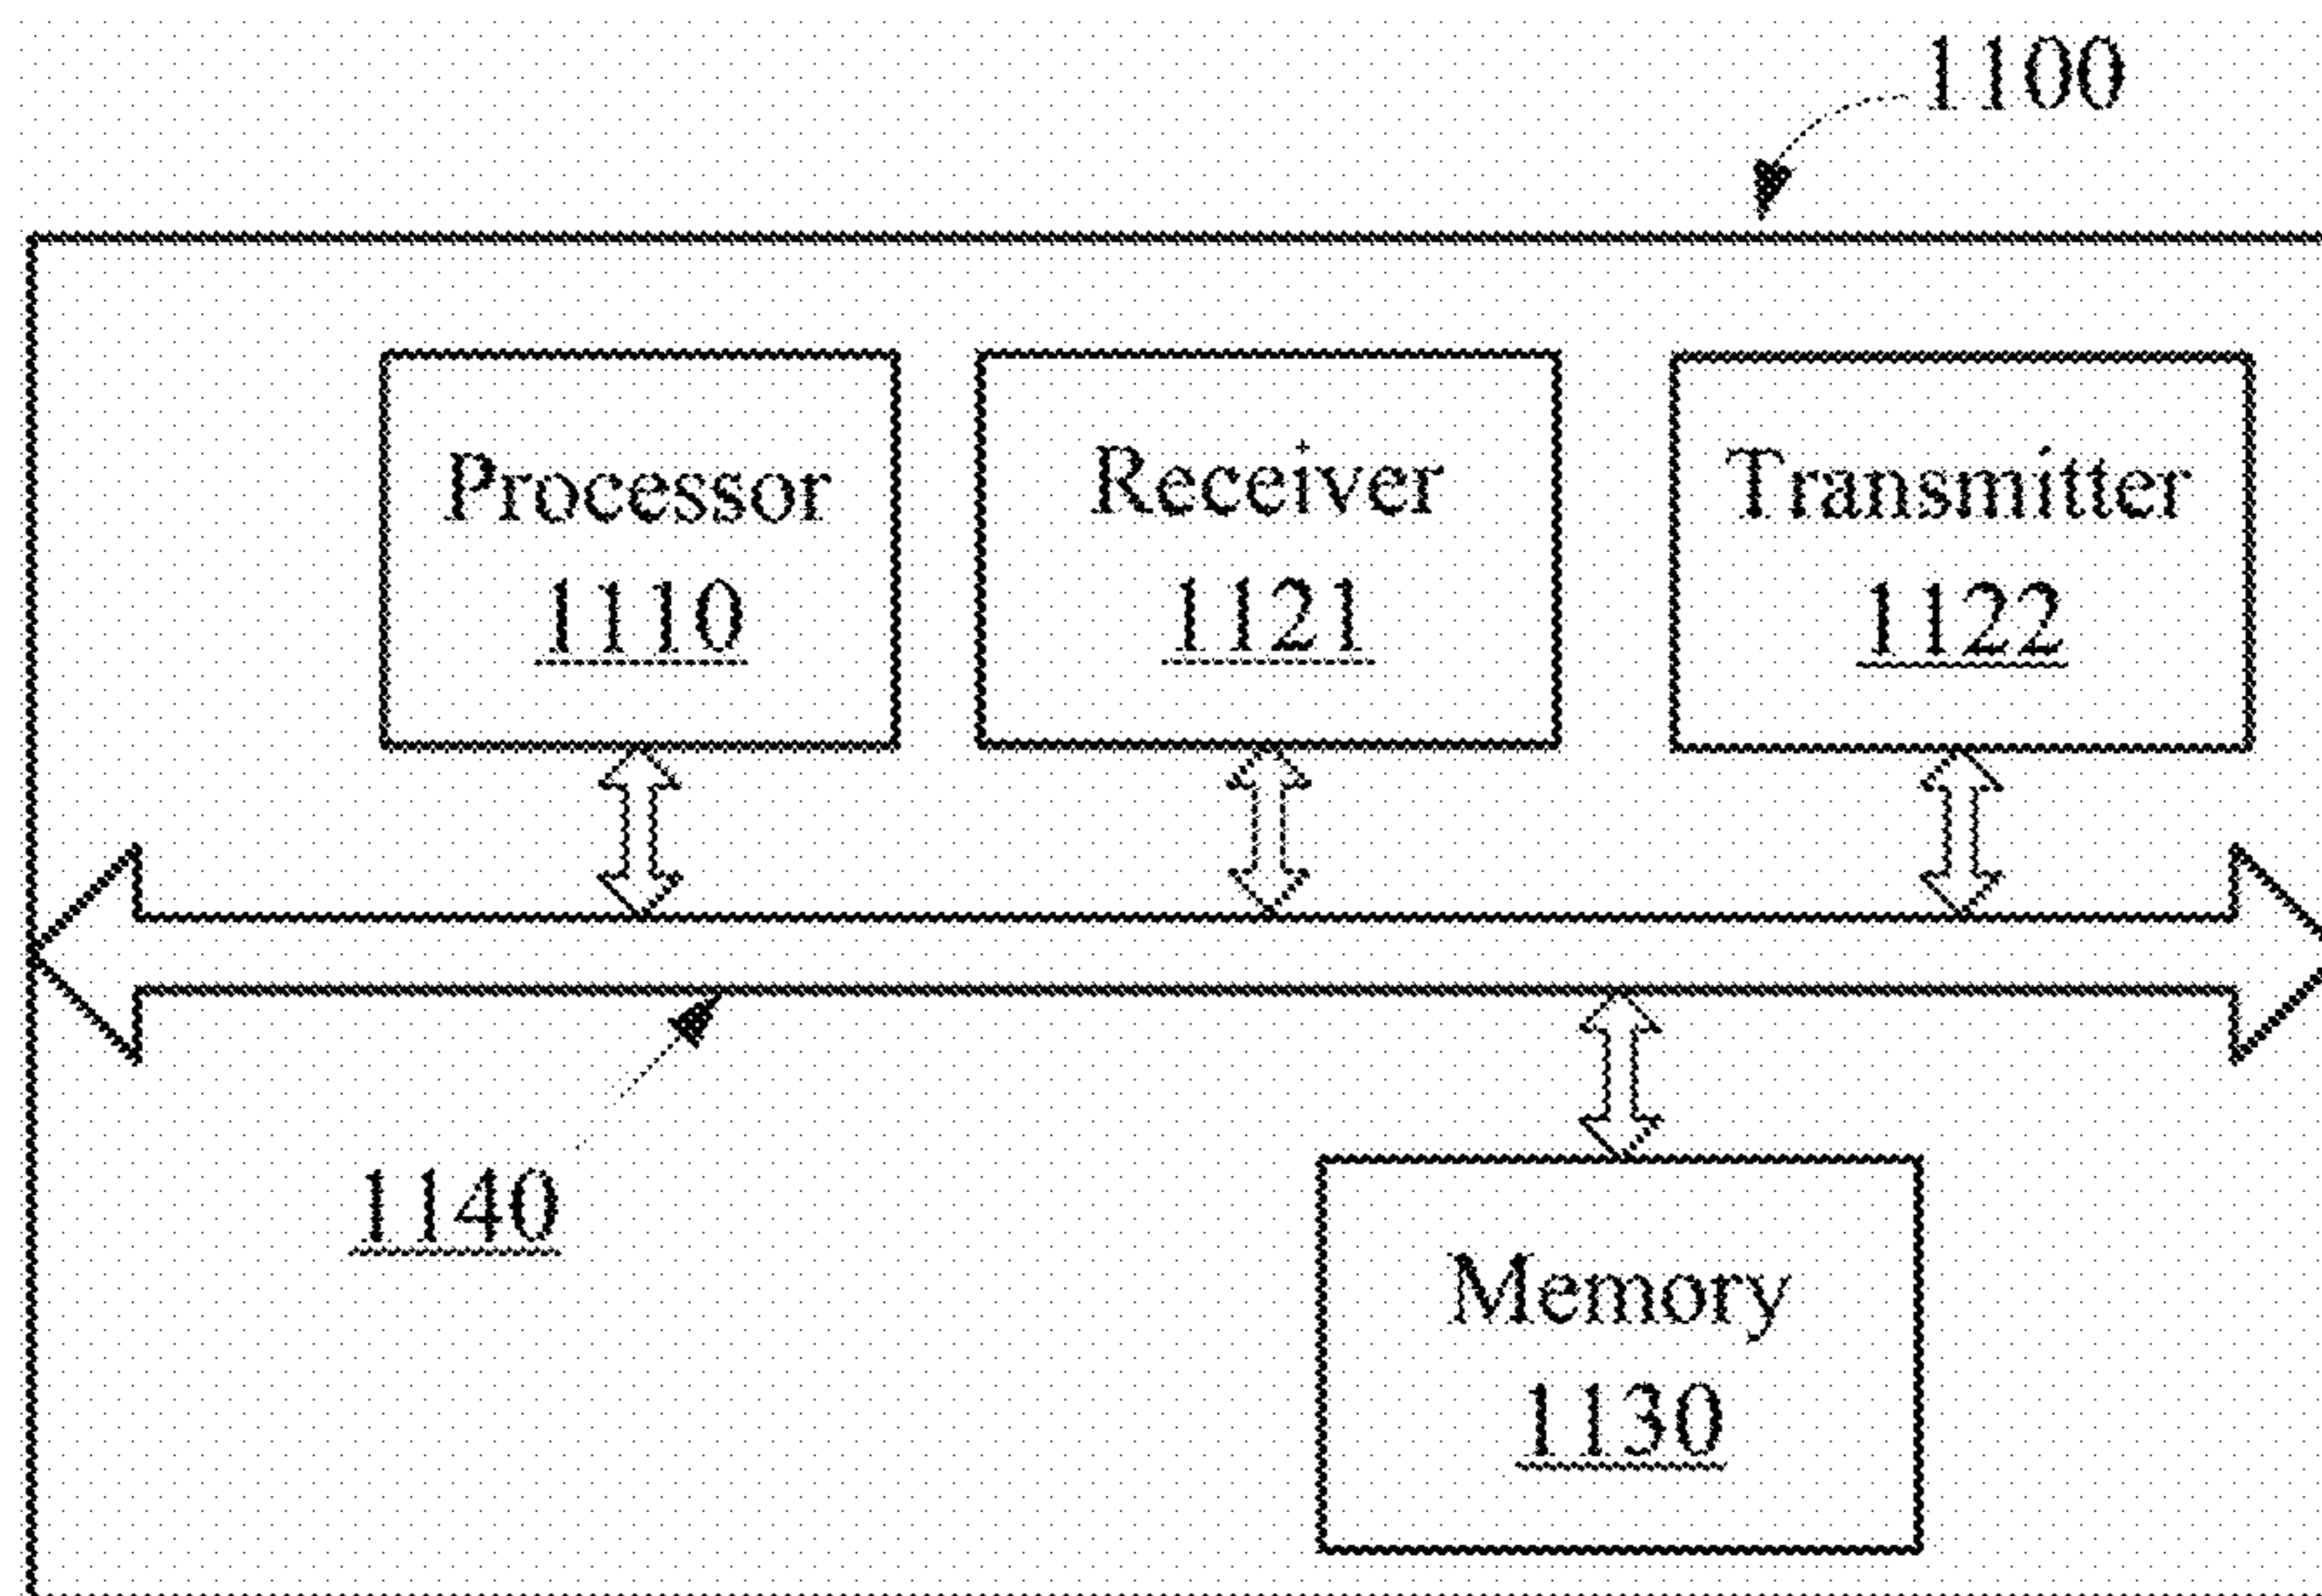 1100
Processor
1110
Receiver
1121
Transmitter
1122
1140
Memory
1130